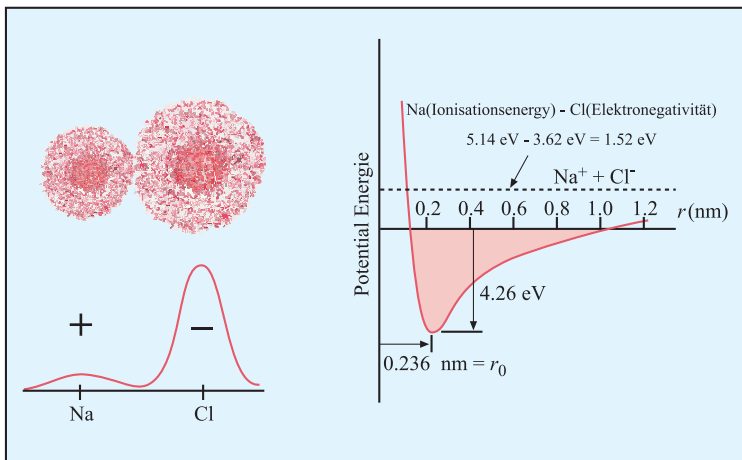 +
–
Na
Cl
Potential Energie
Na(Ionisationsenergy) - Cl(Elektronegativität)
5.14 eV - 3.62 eV = 1.52 eV
Na⁺ + Cl⁻
0.2 0.4 0.6 0.8 1.0 1.2 r(nm)
4.26 eV
0.236 nm = r₀